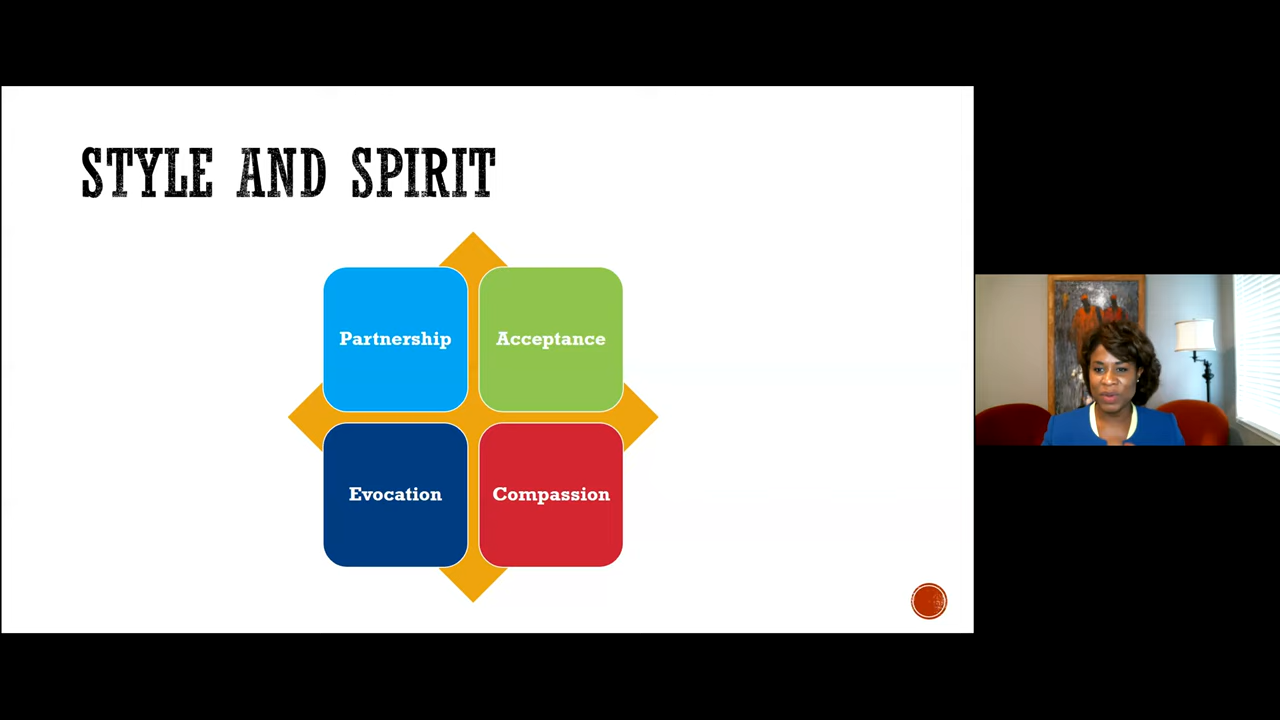 STYLE AND SPIRIT
Partnership
Acceptance
Evocation
Compassion